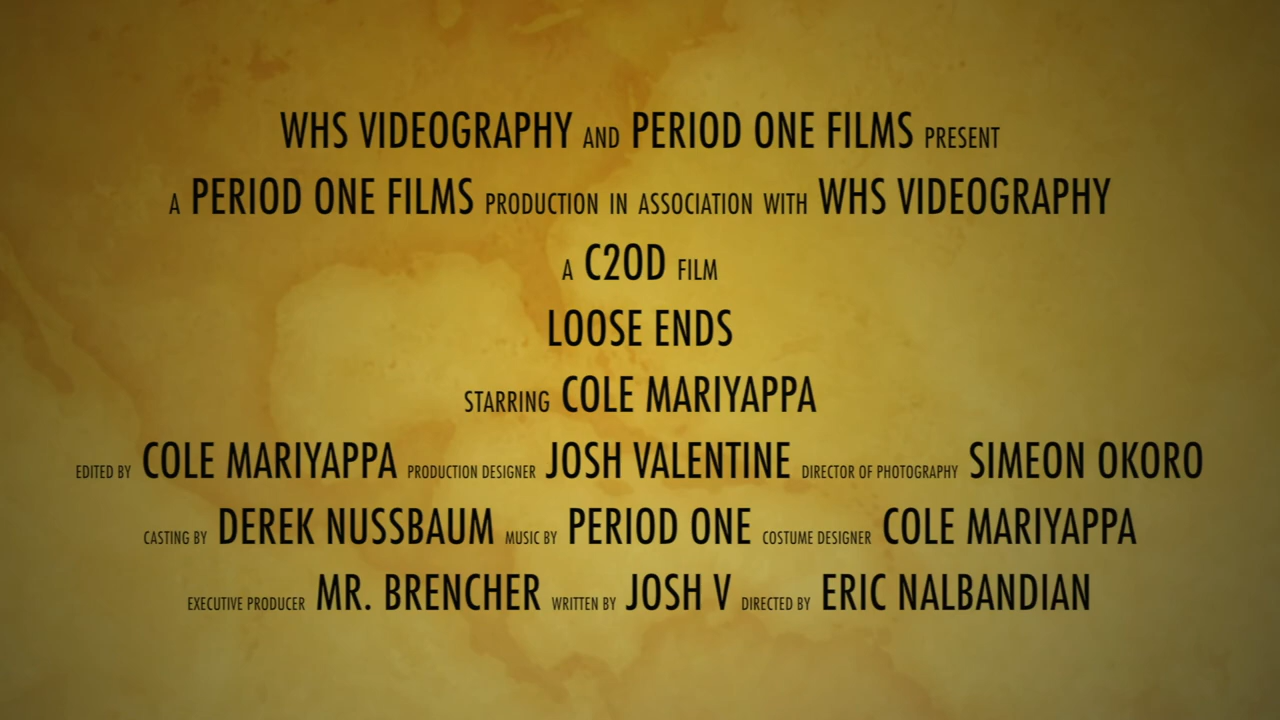 WHS VIDEOGRAPHY AND PERIOD ONE FILMS PRESENT
A PERIOD ONE FILMS PRODUCTION IN ASSOCIATION WITH WHS VIDEOGRAPHY
A C2OD FILM
LOOSE ENDS
STARRING COLE MARIYAPPA
EDITED BY COLE MARIYAPPA PRODUCTION DESIGNER JOSH VALENTINE DIRECTOR OF PHOTOGRAPHY SIMEON OKORO
CASTING BY DEREK NUSSBAUM MUSIC BY PERIOD ONE COSTUME DESIGNER COLE MARIYAPPA
EXECUTIVE PRODUCER MR. BRENCHER WRITTEN BY JOSH V DIRECTED BY ERIC NALBANDIAN